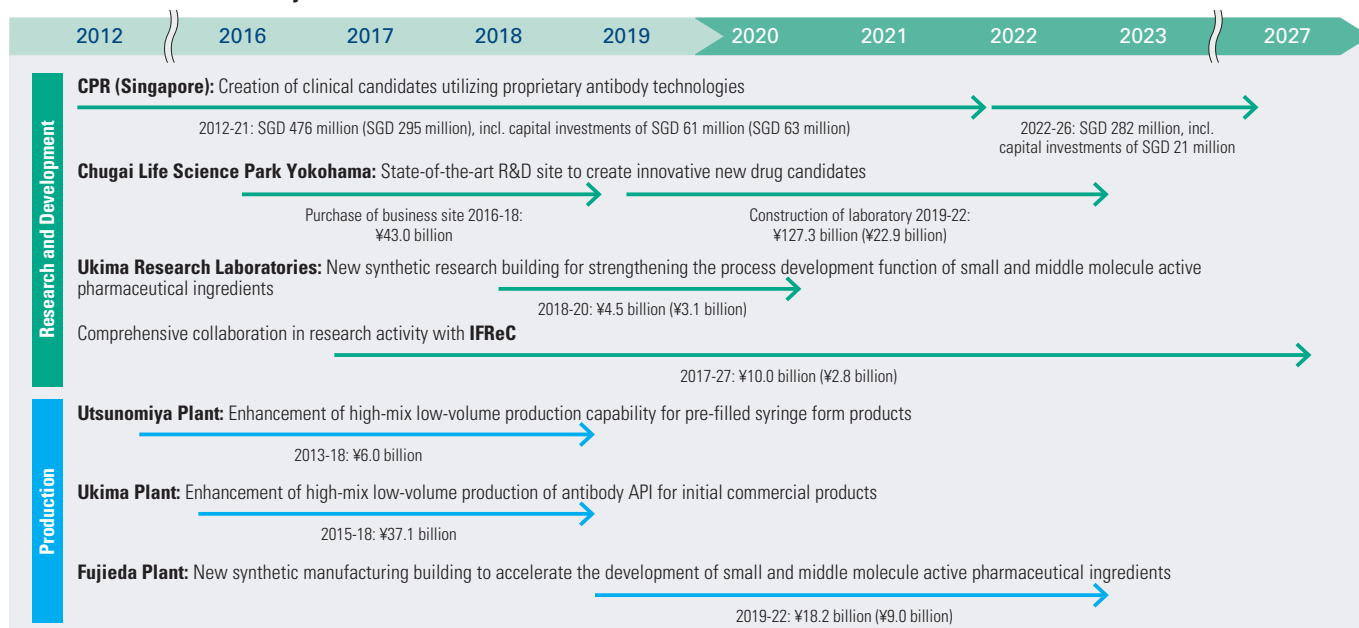 2012 2016 2017 2018 2019 2020 2021 2022 2023 2027
Research and Development
CPR (Singapore): Creation of clinical candidates utilizing proprietary antibody technologies
2012-21: SGD 476 million (SGD 295 million), incl. capital investments of SGD 61 million (SGD 63 million)
2022-26: SGD 282 million, incl.
capital investments of SGD 21 million
Chugai Life Science Park Yokohama: State-of-the-art R&D site to create innovative new drug candidates
Purchase of business site 2016-18:
¥43.0 billion
Construction of laboratory 2019-22:
¥127.3 billion (¥22.9 billion)
Ukima Research Laboratories: New synthetic research building for strengthening the process development function of small and middle molecule active
pharmaceutical ingredients
2018-20: ¥4.5 billion (¥3.1 billion)
Comprehensive collaboration in research activity with IFReC
2017-27: ¥10.0 billion (¥2.8 billion)
Production
Utsunomiya Plant: Enhancement of high-mix low-volume production capability for pre-filled syringe form products
2013-18: ¥6.0 billion
Ukima Plant: Enhancement of high-mix low-volume production of antibody API for initial commercial products
2015-18: ¥37.1 billion
Fujieda Plant: New synthetic manufacturing building to accelerate the development of small and middle molecule active pharmaceutical ingredients
2019-22: ¥18.2 billion (¥9.0 billion)